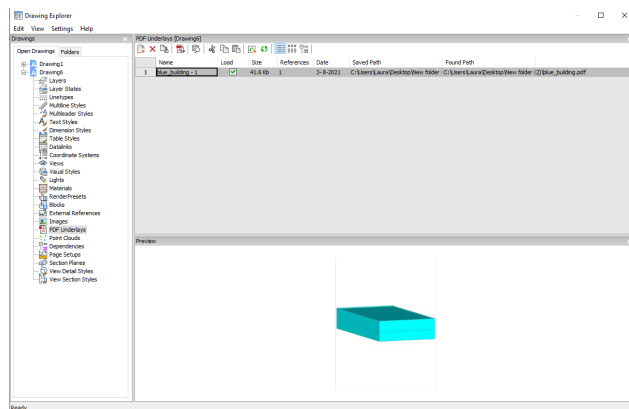 Drawing Explorer
Edit View Settings Help
Drawings
Open Drawings Folders
Drawing1
Drawing6
Layers
Layer States
Linetypes
Multiline Styles
Multileader Styles
Text Styles
Dimension Styles
Table Styles
Datalinks
Coordinate Systems
Views
Visual Styles
Lights
Materials
RenderPresets
Blocks
External References
Images
PDF Underlays
Point Clouds
Dependencies
Page Setups
Section Planes
View Detail Styles
View Section Styles
PDF Underlays [Drawing6]
Name Load Size References Date Saved Path Found Path
1 blue_building - 1 41.6 Kb 1 3-8-2021 C:\Users\Laura\Desktop\New folder C:\Users\Laura\Desktop\New folder (2)\blue_building.pdf
Preview
Ready